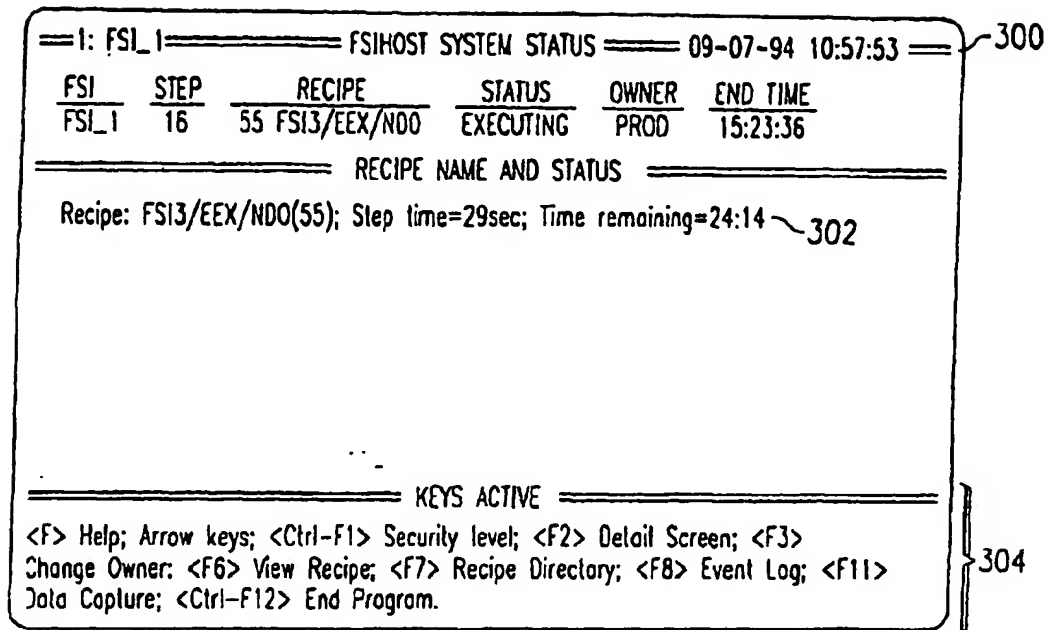 1: FSI_1 FSIHOST SYSTEM STATUS 09-07-94 10:57:53 300
FSI STEP RECIPE STATUS OWNER END TIME
FSI_1 16 55 FSI3/EEX/NDO EXECUTING PROD 15:23:36
RECIPE NAME AND STATUS
Recipe: FSI3/EEX/NDO(55); Step time=29sec; Time remaining=24:14 302
KEYS ACTIVE
<F> Help; Arrow keys; <Ctrl-F1> Security level; <F2> Detail Screen; <F3>
Change Owner: <F6> View Recipe; <F7> Recipe Directory; <F8> Event Log; <F11>
Data Capture; <Ctrl-F12> End Program.
304